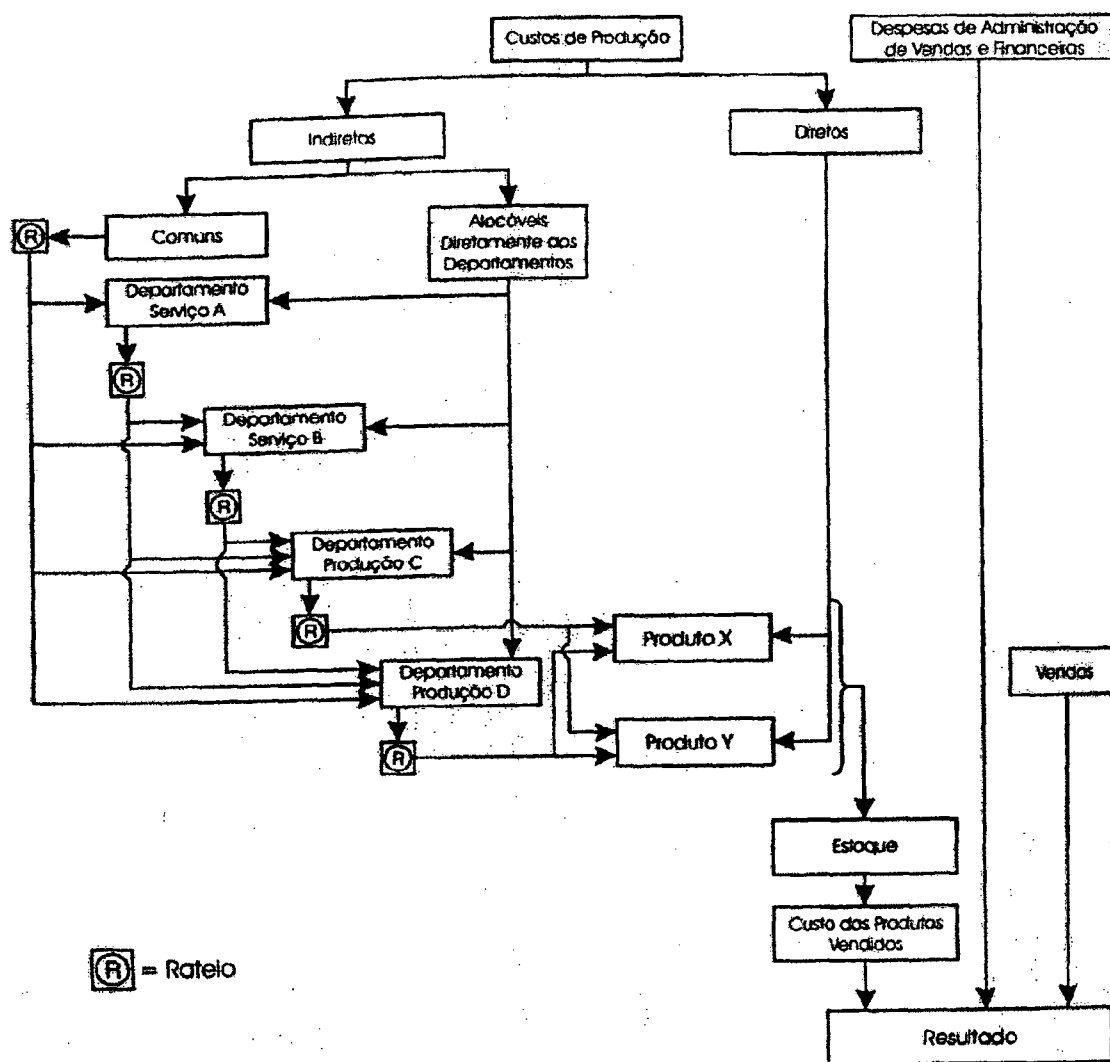 Custos de Produção
Despesas de Administração
de Vendas e Financeiras
Indiretos
Diretos
R
Comuns
Alocáveis
Diretamente aos
Departamentos
Departamento
Serviço A
R
Departamento
Serviço B
R
Departamento
Produção C
R
Produto X
Vendas
Departamento
Produção D
R
Produto Y
Estoque
Custo dos Produtos
Vendidos
R = Rateio
Resultado